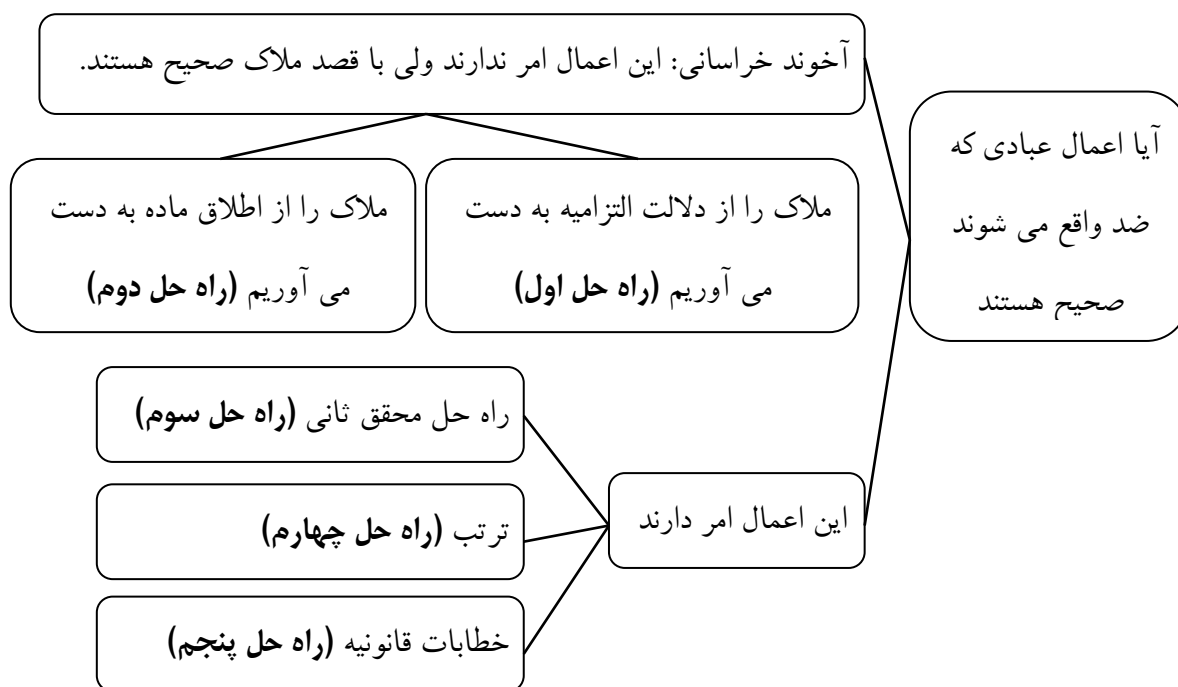 آیا اعمال عبادی که
ضد واقع می شوند
صحیح هستند
آخوند خراسانی: این اعمال امر ندارند ولی با قصد ملاک صحیح هستند.
ملاک را از دلالت التزامیه به دست
می آوریم (راه حل اول)
ملاک را از اطلاق ماده به دست
می آوریم (راه حل دوم)
این اعمال امر دارند
راه حل محقق ثانی (راه حل سوم)
ترتب (راه حل چهارم)
خطابات قانونیه (راه حل پنجم)